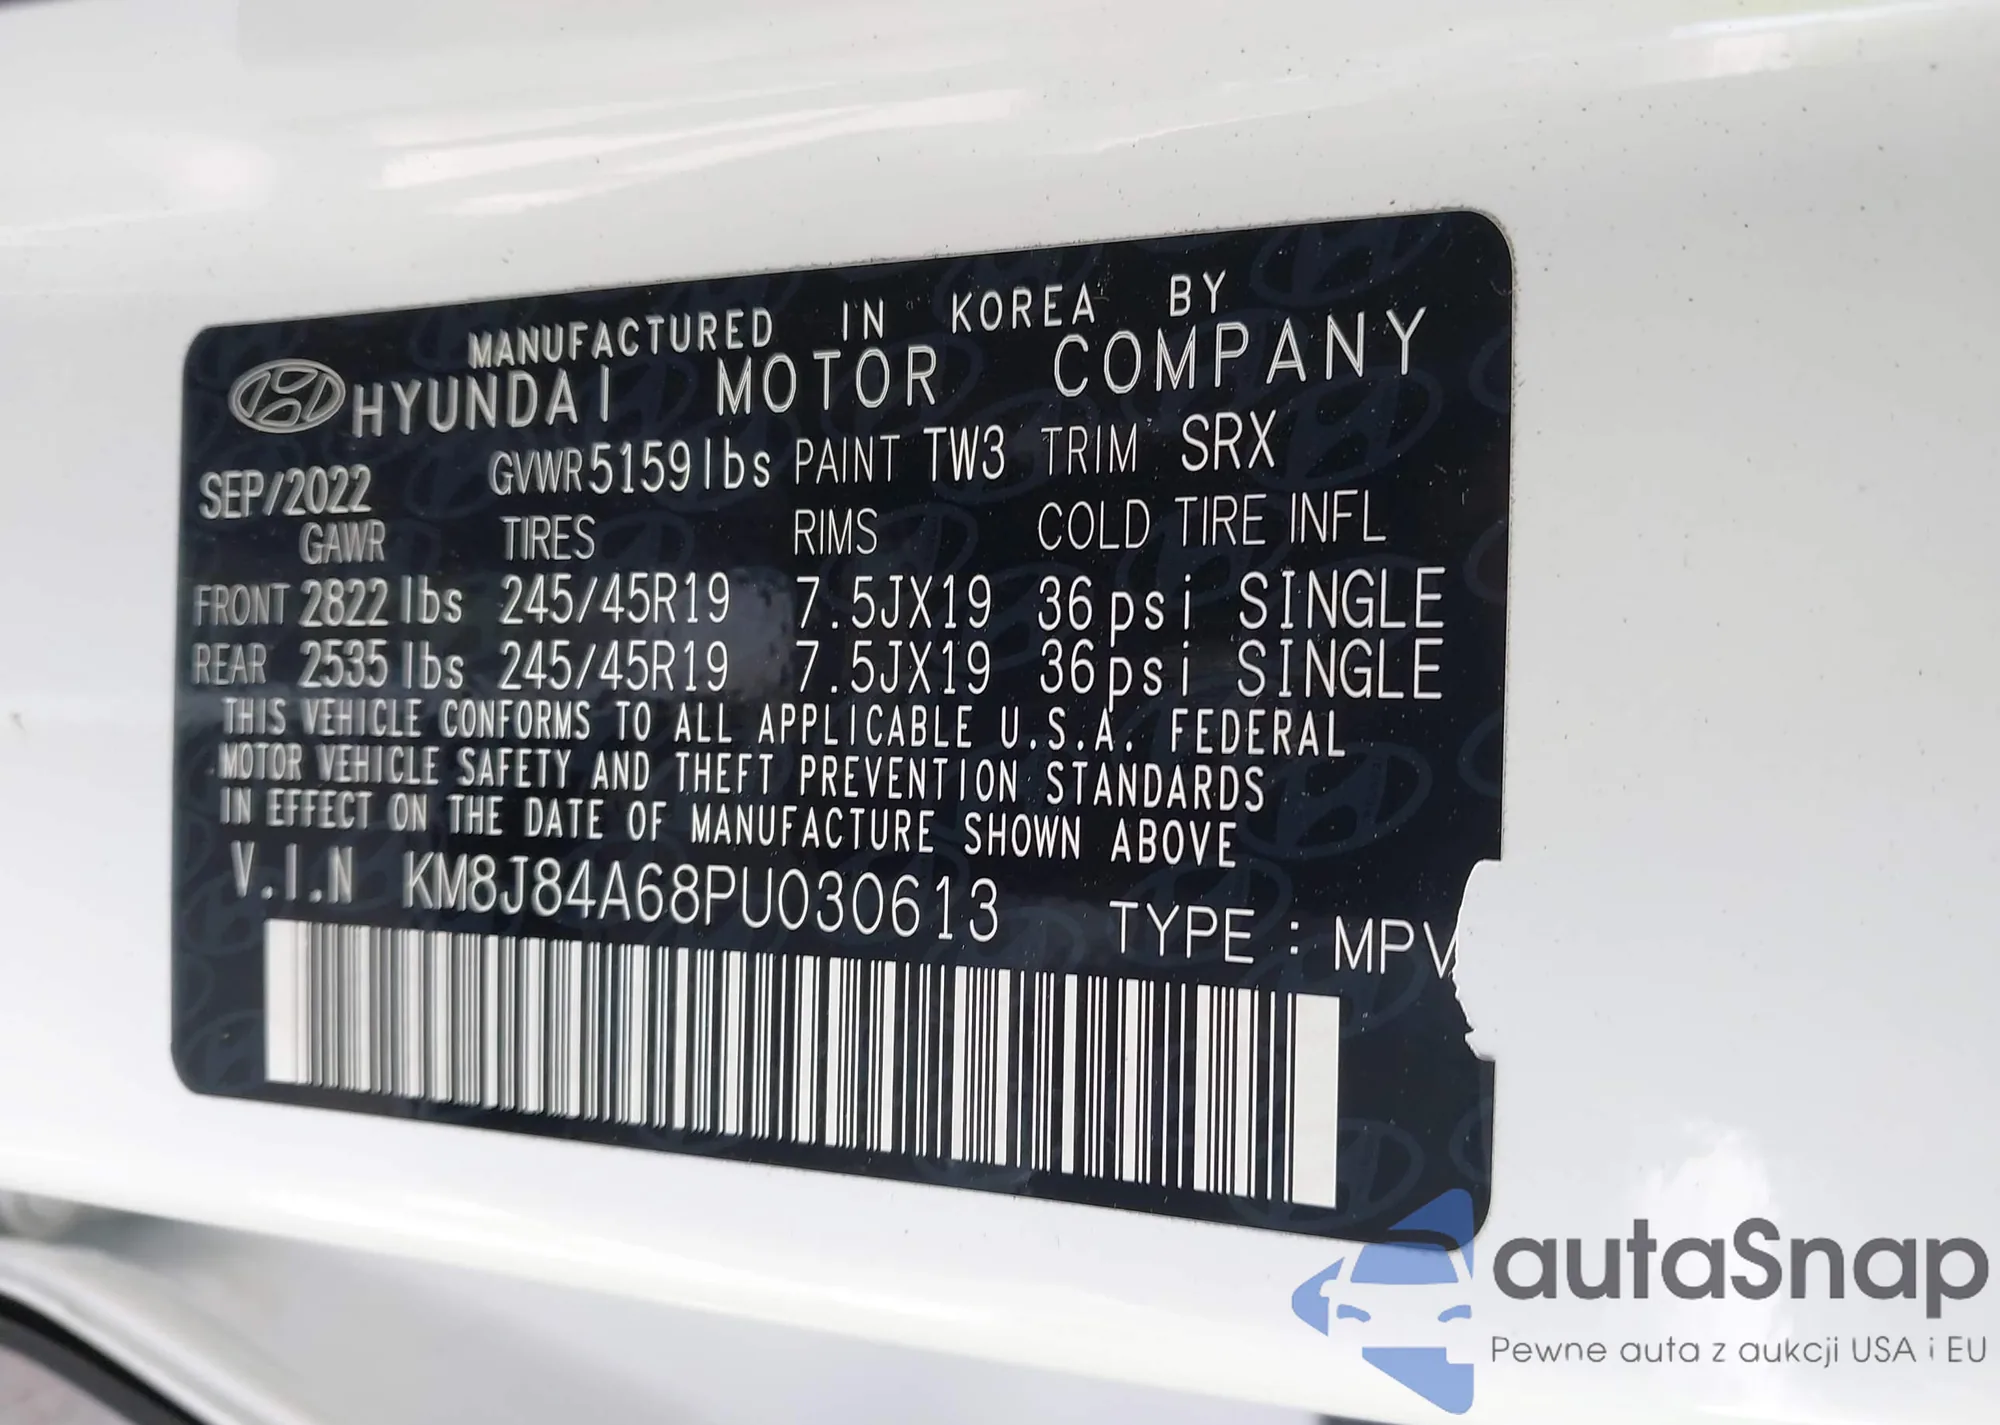 MANUFACTURED IN KOREA BY
HYUNDAI MOTOR COMPANY
SEP/2022 GVWR 5159lbs PAINT TW3 TRIM SRX
GAWR TIRES RIMS COLD TIRE INFL
FRONT 2822 lbs 245/45R19 7.5JX19 36psi SINGLE
REAR 2535 lbs 245/45R19 7.5JX19 36psi SINGLE
THIS VEHICLE CONFORMS TO ALL APPLICABLE U.S.A. FEDERAL
MOTOR VEHICLE SAFETY AND THEFT PREVENTION STANDARDS
IN EFFECT ON THE DATE OF MANUFACTURE SHOWN ABOVE
V.I.N KM8J84A68PU030613 TYPE : MPV
autaSnap
Pewne auta z aukcji USA i EU